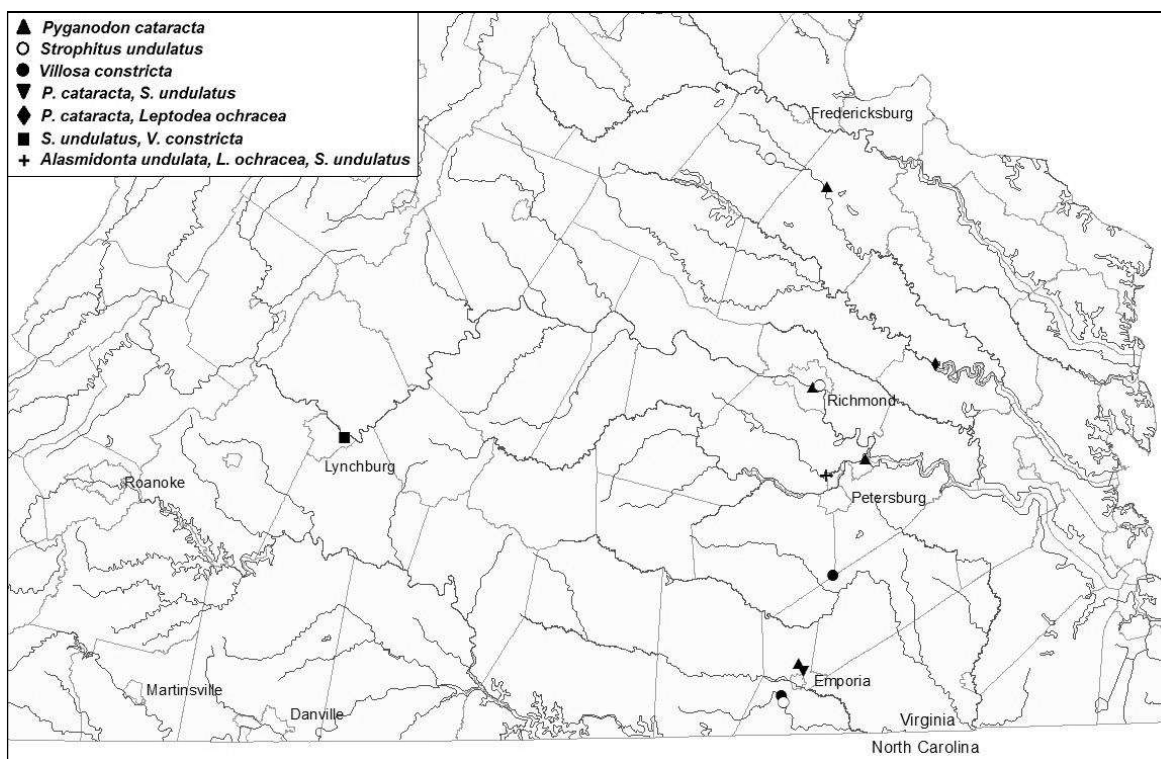 Pyganodon cataracta
Strophitus undulatus
Villosa constricta
P. cataracta, S. undulatus
P. cataracta, Leptodea ochracea
S. undulatus, V. constricta
Alasmidonta undulata, L. ochracea, S. undulatus
Fredericksburg
Richmond
Lynchburg
Roanoke
Petersburg
Emporia
Martinsville
Danville
Virginia
North Carolina